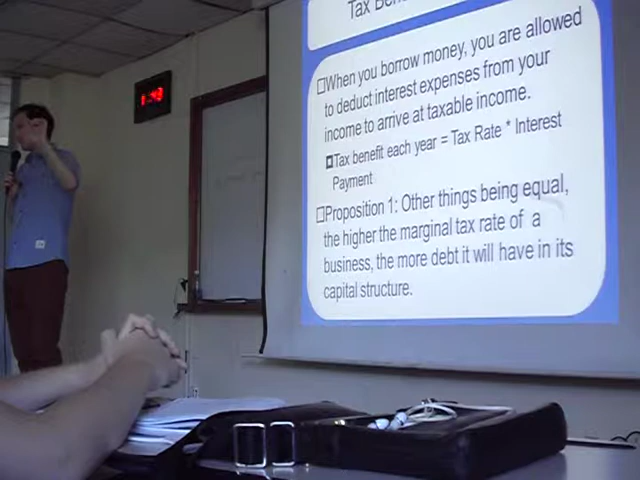 Tax Ben
□When you borrow money, you are allowed
to deduct interest expenses from your
income to arrive at taxable income.
◘Tax benefit each year = Tax Rate * Interest
Payment
□Proposition 1: Other things being equal,
the higher the marginal tax rate of a
business, the more debt it will have in its
capital structure.